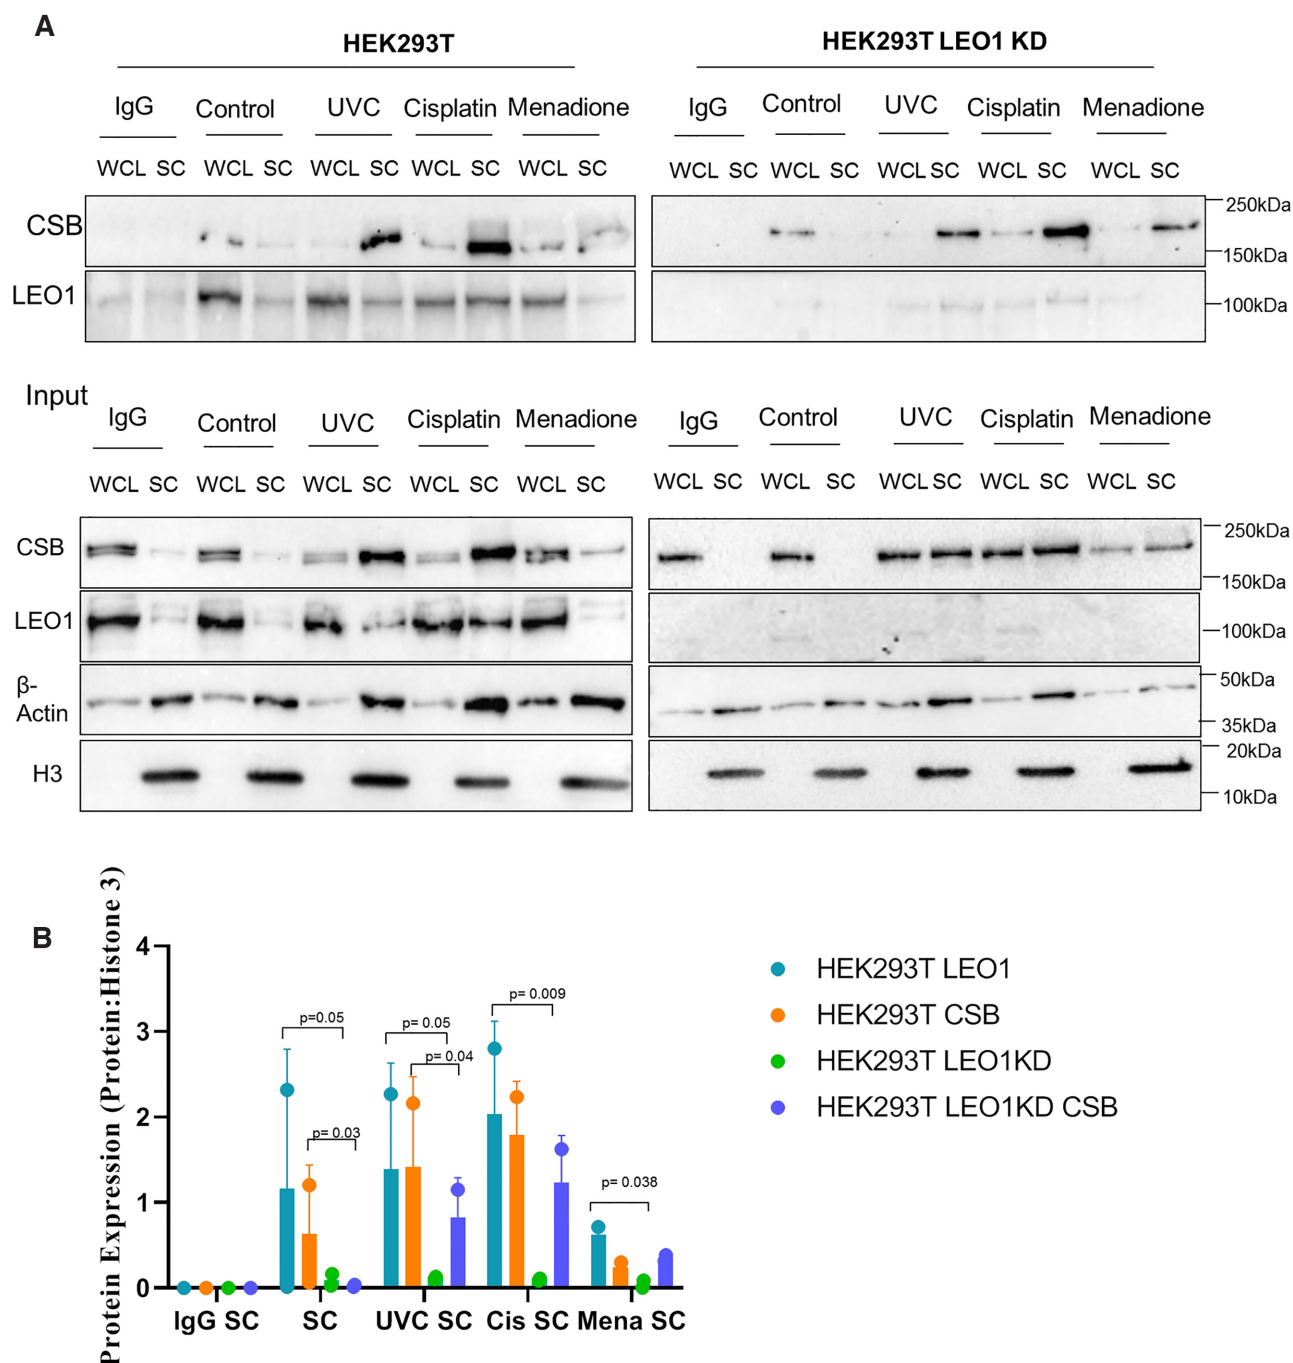 A
HEK293T
HEK293T LEO1 KD
IgG Control UVC Cisplatin Menadione
IgG Control UVC Cisplatin Menadione
WCL SC WCL SC WCL SC WCL SC WCL SC
WCL SC WCL SC WCL SC WCL SC WCL SC
CSB
250kDa
150kDa
LEO1
100kDa
Input
IgG Control UVC Cisplatin Menadione
IgG Control UVC Cisplatin Menadione
WCL SC WCL SC WCL SC WCL SC WCL SC
WCL SC WCL SC WCL SC WCL SC WCL SC
CSB
250kDa
150kDa
LEO1
100kDa
β-
Actin
50kDa
35kDa
H3
20kDa
10kDa
B
Protein Expression (Protein:Histone 3)
4
3
2
1
0
p=0.05
p= 0.03
p= 0.05
p= 0.04
p= 0.009
p= 0.038
IgG SC SC UVC SC Cis SC Mena SC
HEK293T LEO1
HEK293T CSB
HEK293T LEO1KD
HEK293T LEO1KD CSB